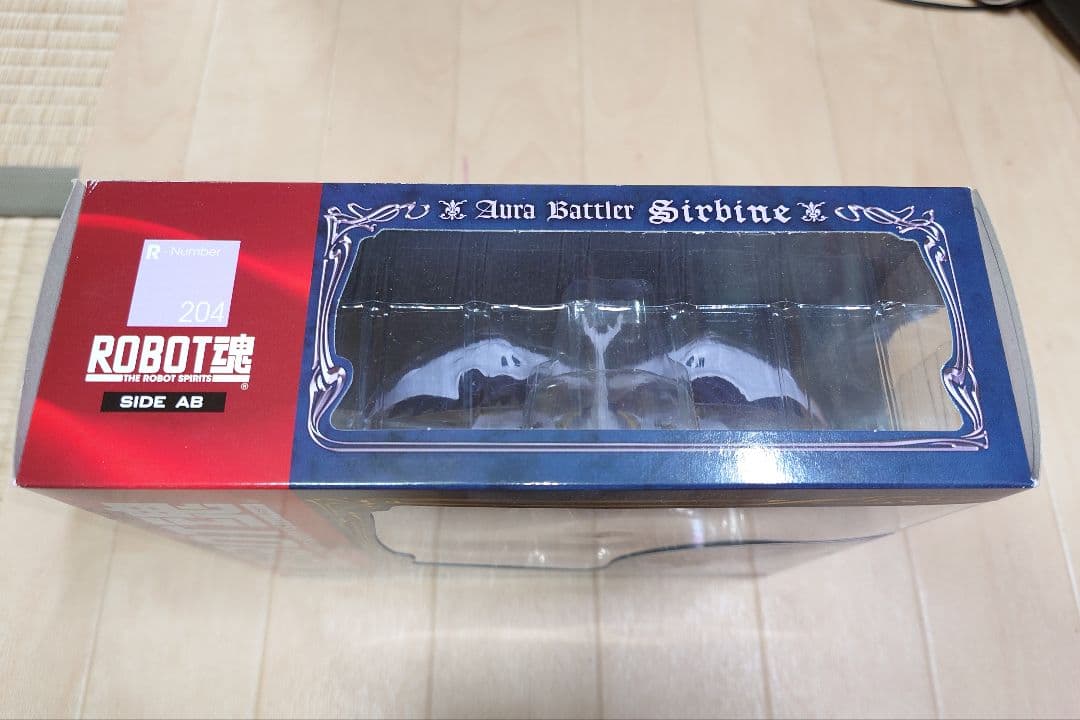 R-Number
204
ROBOT魂
THE ROBOT SPIRITS
®
SIDE AB
Aura Battler Sirbine